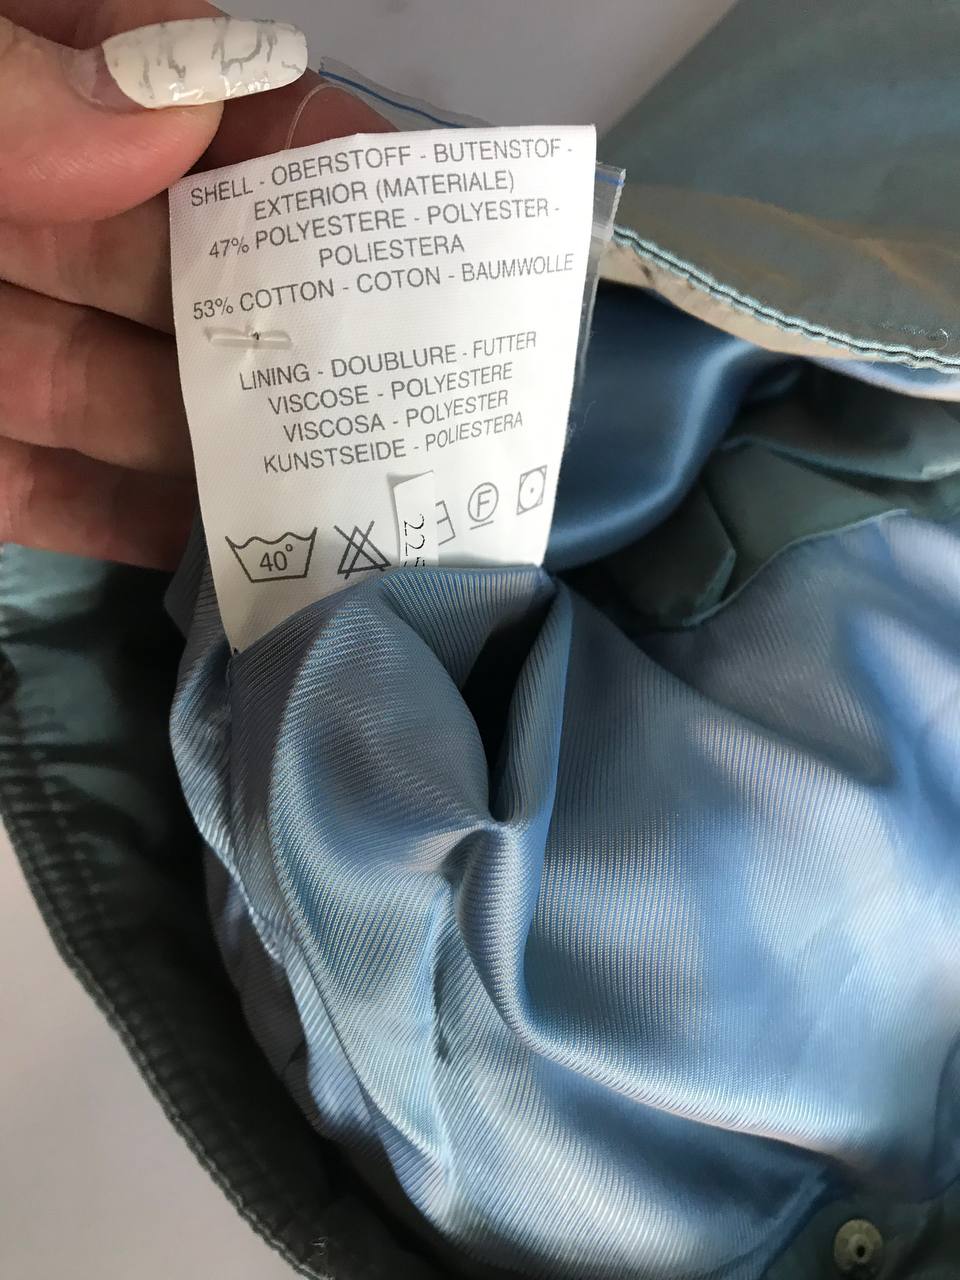 SHELL - OBERSTOFF - BUTENSTOF -
EXTERIOR (MATERIALE)
47% POLYESTERE - POLYESTER -
POLIESTERA
53% COTTON - COTON - BAUMWOLLE
LINING - DOUBLURE - FUTTER
VISCOSE - POLYESTERE
VISCOSA - POLYESTER
KUNSTSEIDE - POLIESTERA
40° F